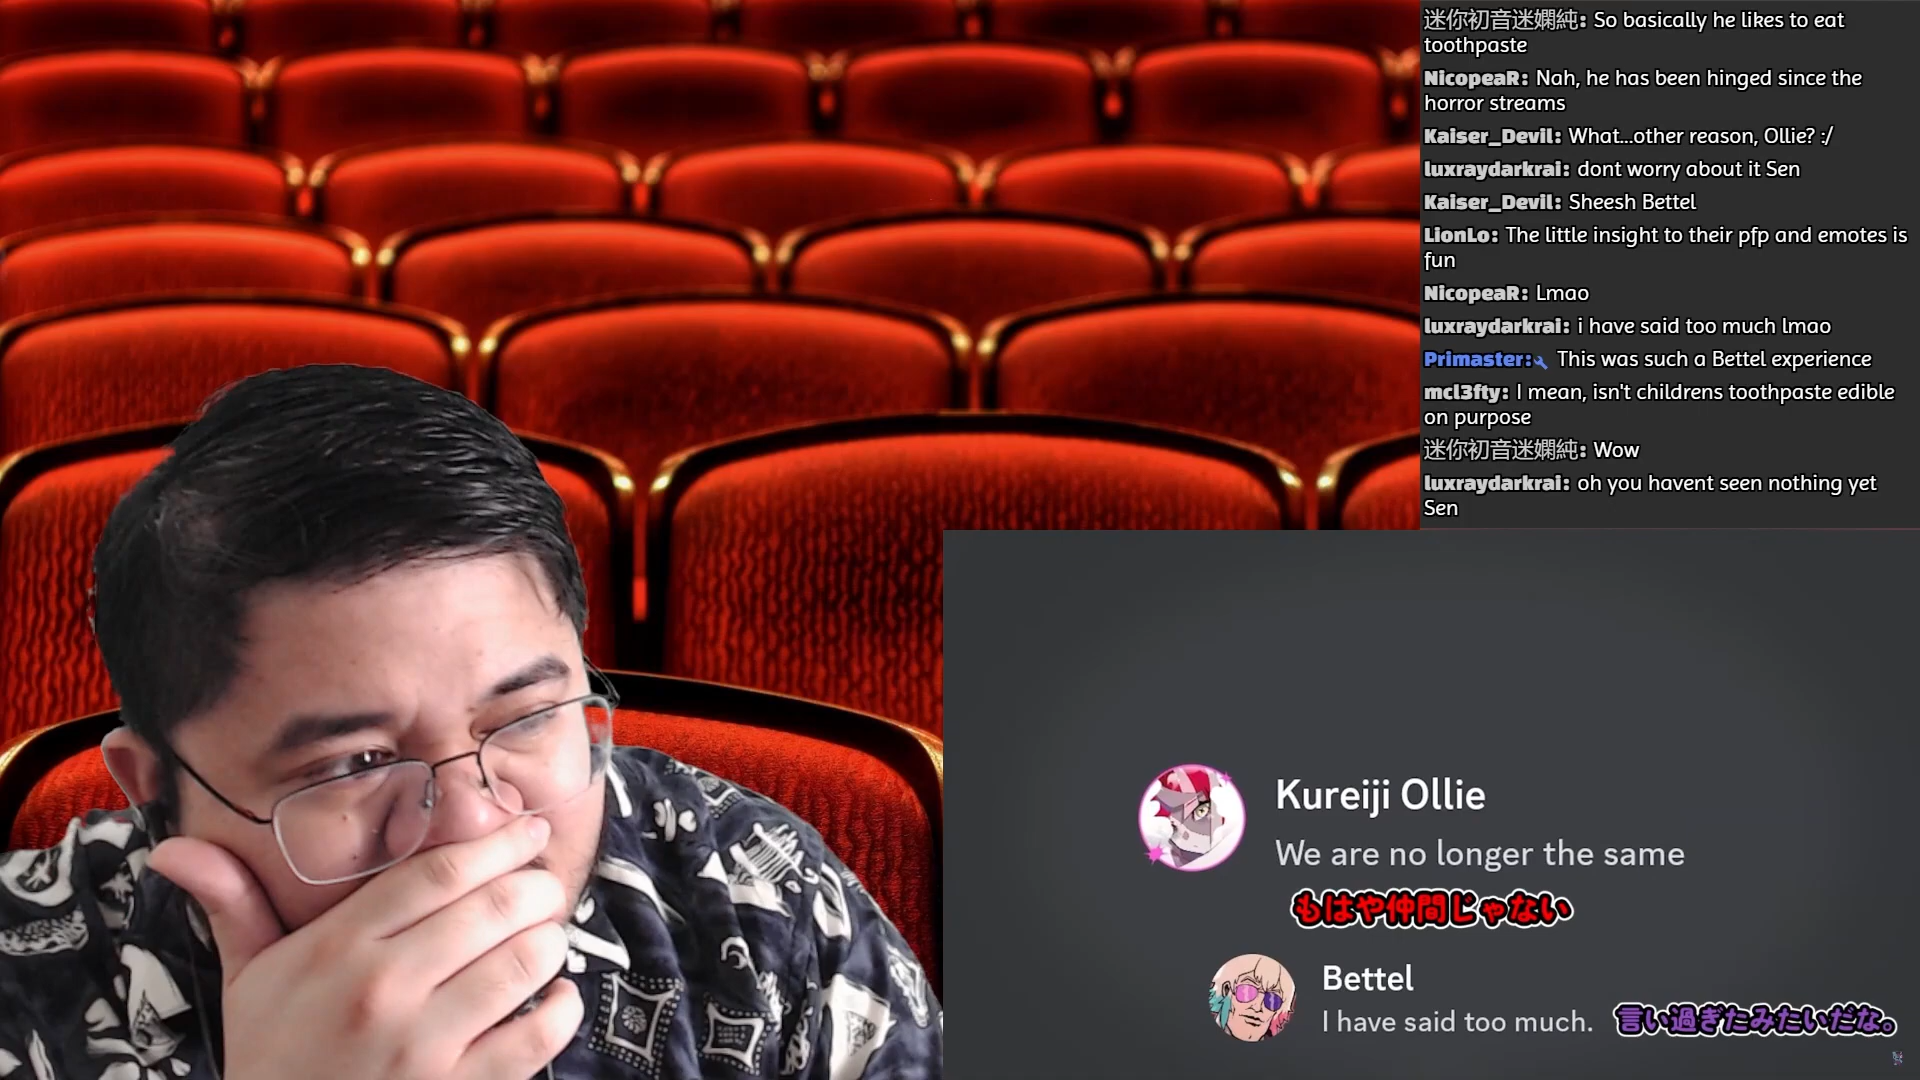 迷你初音迷嫻純: So basically he likes to eat
toothpaste
NicopeaR: Nah, he has been hinged since the
horror streams
Kaiser_Devil: What...other reason, Ollie? :/
luxraydarkrai: dont worry about it Sen
Kaiser_Devil: Sheesh Bettel
LionLo: The little insight to their pfp and emotes is
fun
NicopeaR: Lmao
luxraydarkrai: i have said too much lmao
Primaster: This was such a Bettel experience
mcl3fty: I mean, isn't childrens toothpaste edible
on purpose
迷你初音迷嫻純: Wow
luxraydarkrai: oh you havent seen nothing yet
Sen
Kureiji Ollie
We are no longer the same
もはや仲間じゃない
Bettel
I have said too much.
言い過ぎたみたいだな。